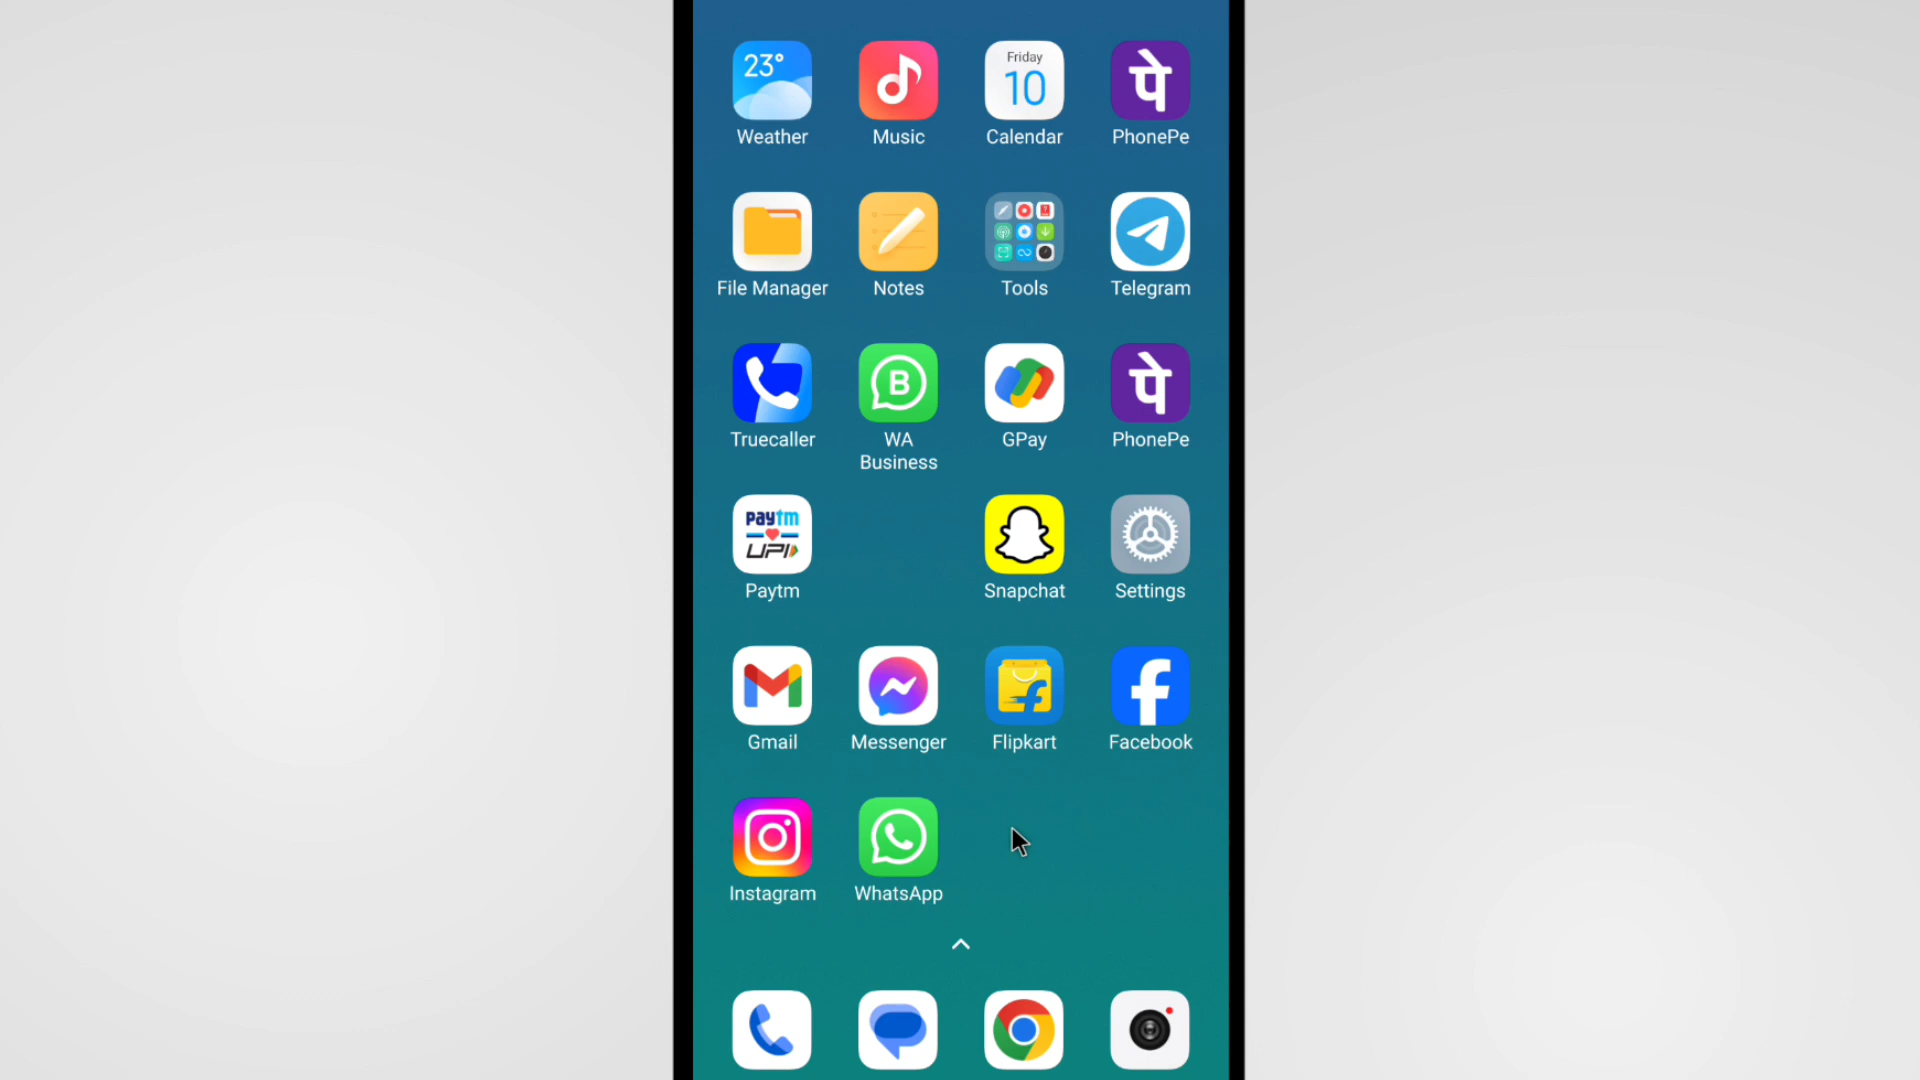 23°
Friday
10
पे
Weather
Music
Calendar
PhonePe
File Manager
Notes
Tools
Telegram
B
पे
Truecaller
WA
Business
GPay
PhonePe
paytm
UPI
Paytm
Snapchat
Settings
Gmail
Messenger
Flipkart
Facebook
Instagram
WhatsApp